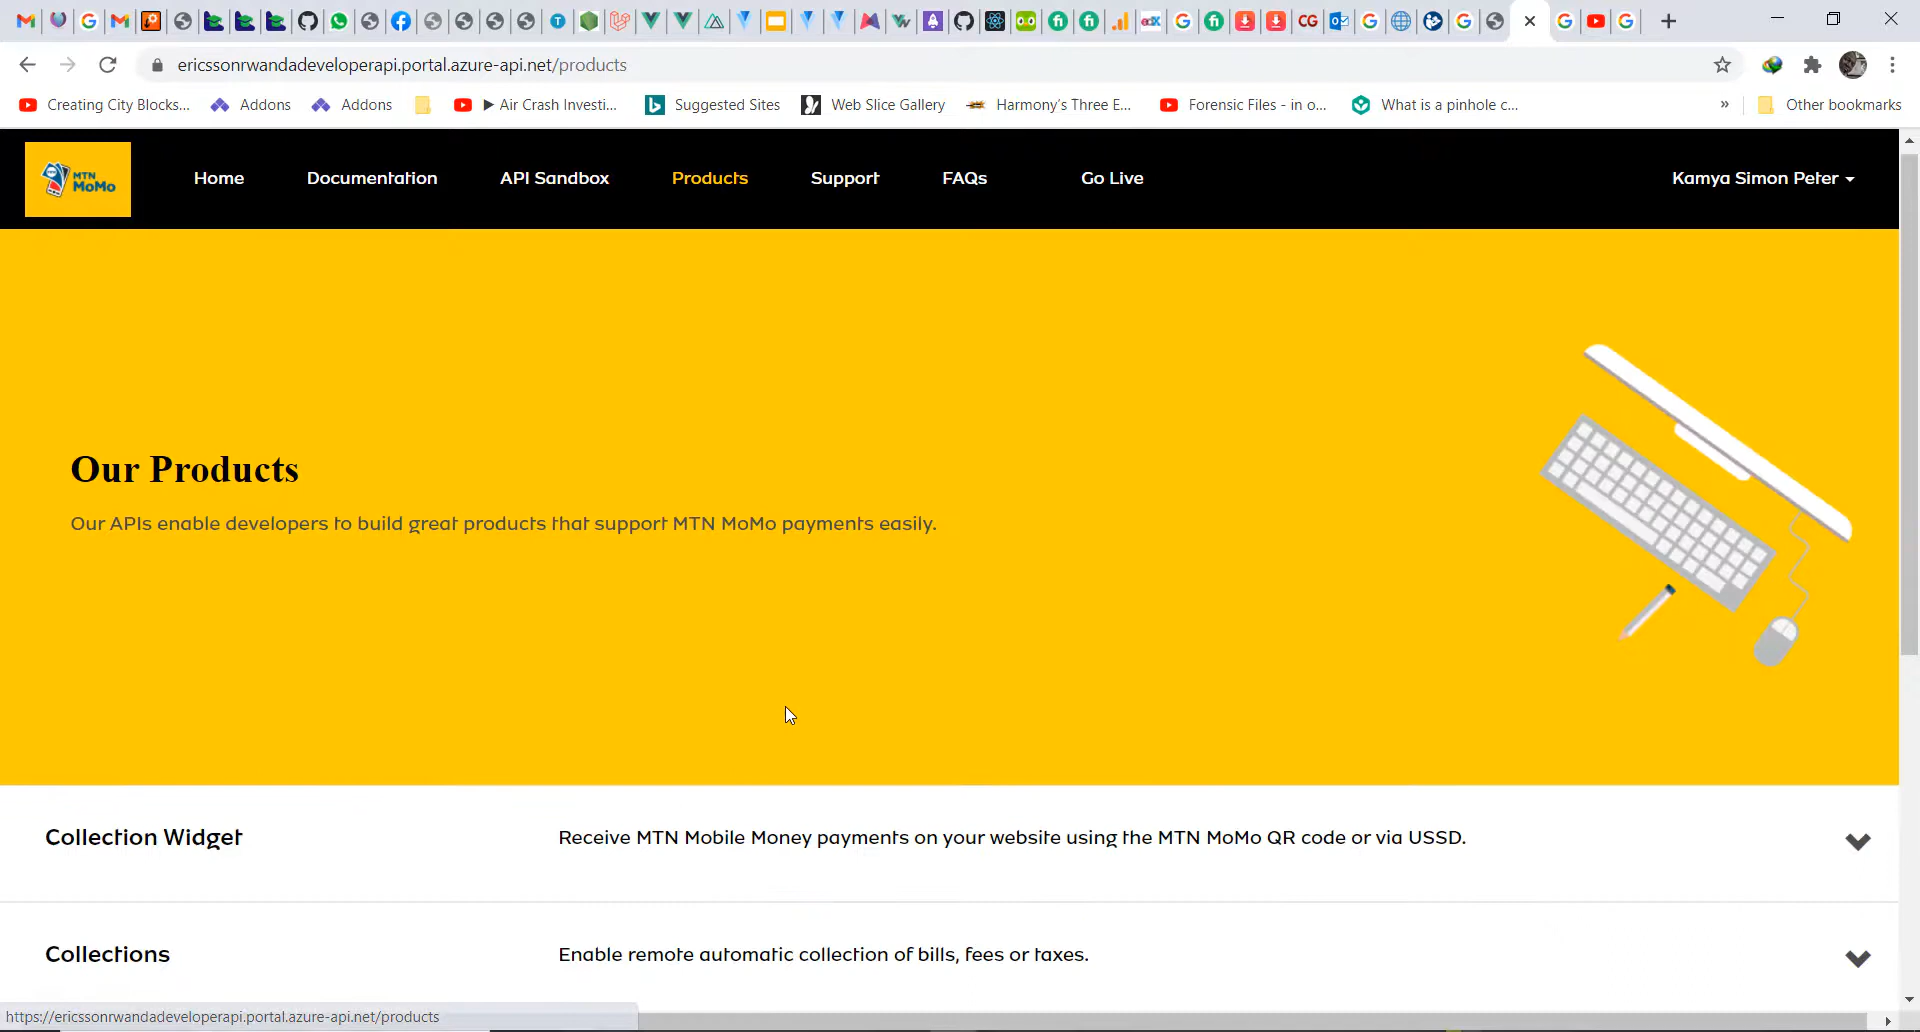 ericssonrwandadeveloperapi.portal.azure-api.net/products
Creating City Blocks... Addons Addons ▶ Air Crash Investi... Suggested Sites Web Slice Gallery Harmony's Three E... Forensic Files - in o... What is a pinhole c... » Other bookmarks
MTN MoMo
Home Documentation API Sandbox Products Support FAQs Go Live Kamya Simon Peter
Our Products
Our APIs enable developers to build great products that support MTN MoMo payments easily.
Collection Widget Receive MTN Mobile Money payments on your website using the MTN MoMo QR code or via USSD.
Collections Enable remote automatic collection of bills, fees or taxes.
https://ericssonrwandadeveloperapi.portal.azure-api.net/products